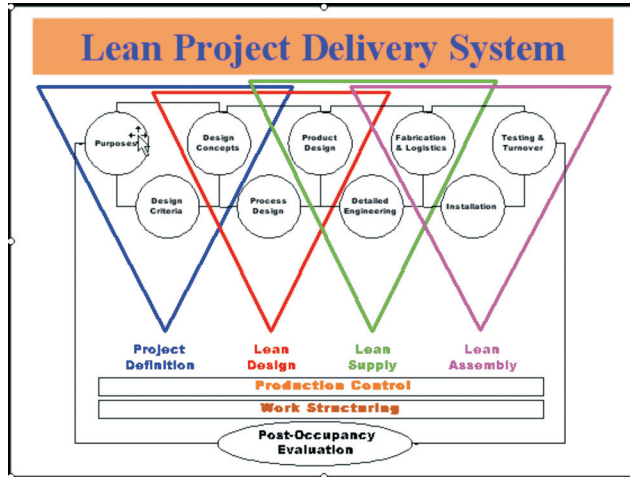 Lean Project Delivery System
Purposes
Design
Concepts
Product
Design
Fabrication
& Logistics
Testing &
Turnover
Design
Criteria
Process
Design
Detailed
Engineering
Installation
Project
Definition
Lean
Design
Lean
Supply
Lean
Assembly
Production Control
Work Structuring
Post-Occupancy
Evaluation